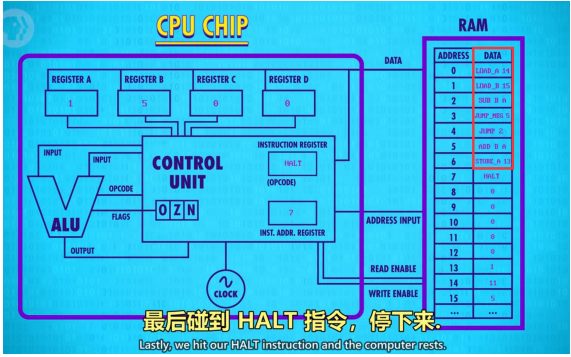 CPU CHIP
RAM
DATA
ADDRESS DATA
REGISTER A
REGISTER B
REGISTER C
REGISTER D
1
5
0
0
0 LOAD_A 14
1 LOAD_B 15
2 SUB B A
3 JUMP_NEG 5
4 JUMP 2
5 ADD B A
6 STORE_A 13
7 HALT
8 0
9 0
10 0
11 0
12 0
13 1
14 11
15 5
... ...
INPUT
INPUT
CONTROL
UNIT
INSTRUCTION REGISTER
HALT
(OPCODE)
OPCODE
FLAGS
O Z N
7
INST. ADDR. REGISTER
ADDRESS INPUT
ALU
OUTPUT
READ ENABLE
WRITE ENABLE
CLOCK
最后碰到 HALT 指令，停下来.
Lastly, we hit our HALT instruction and the computer rests.